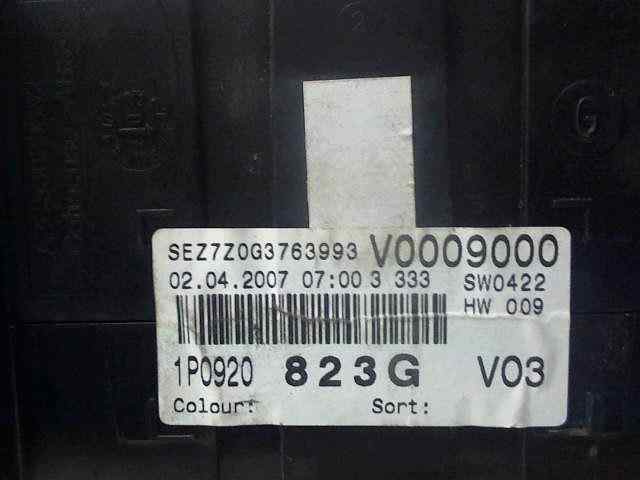 SEZ7Z0G3763993 V0009000
02.04.2007 07:00 3 333 SW0422
HW 009
1P0920 823G V03
Colour: Sort:
G